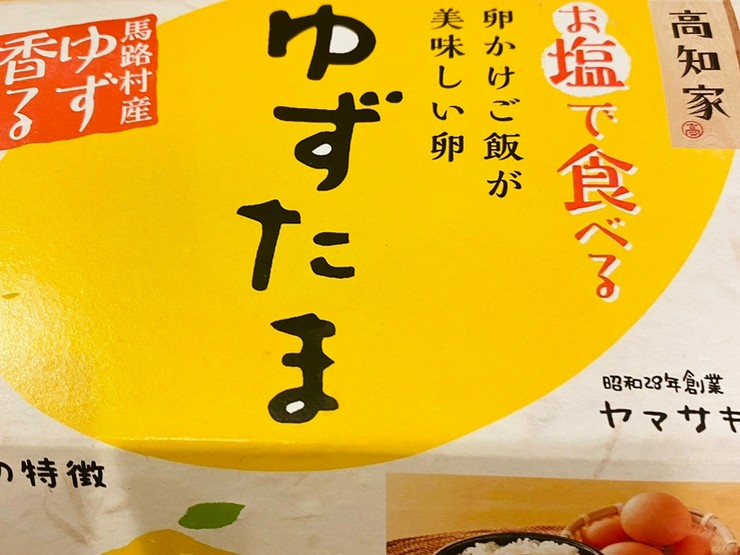 高知家
高
お塩で食べる
卵かけご飯が
美味しい卵
ゆずたま
馬路村産
ゆず
香る
昭和28年創業
ヤマサキ
の特徴